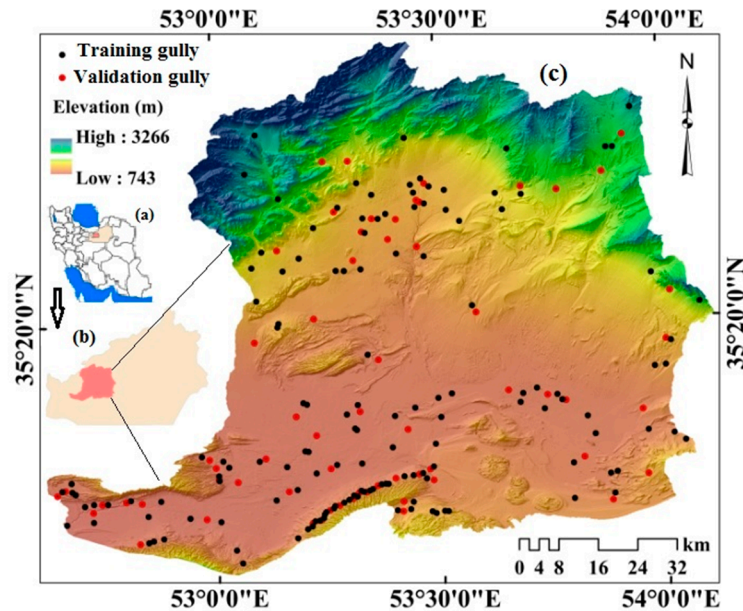 53°0'0"E 53°30'0"E 54°0'0"E
Training gully
Validation gully
(c)
N
Elevation (m)
High : 3266
Low : 743
(a)
(b)
35°20'0"N
35°20'0"N
km
0 4 8 16 24 32
53°0'0"E 53°30'0"E 54°0'0"E